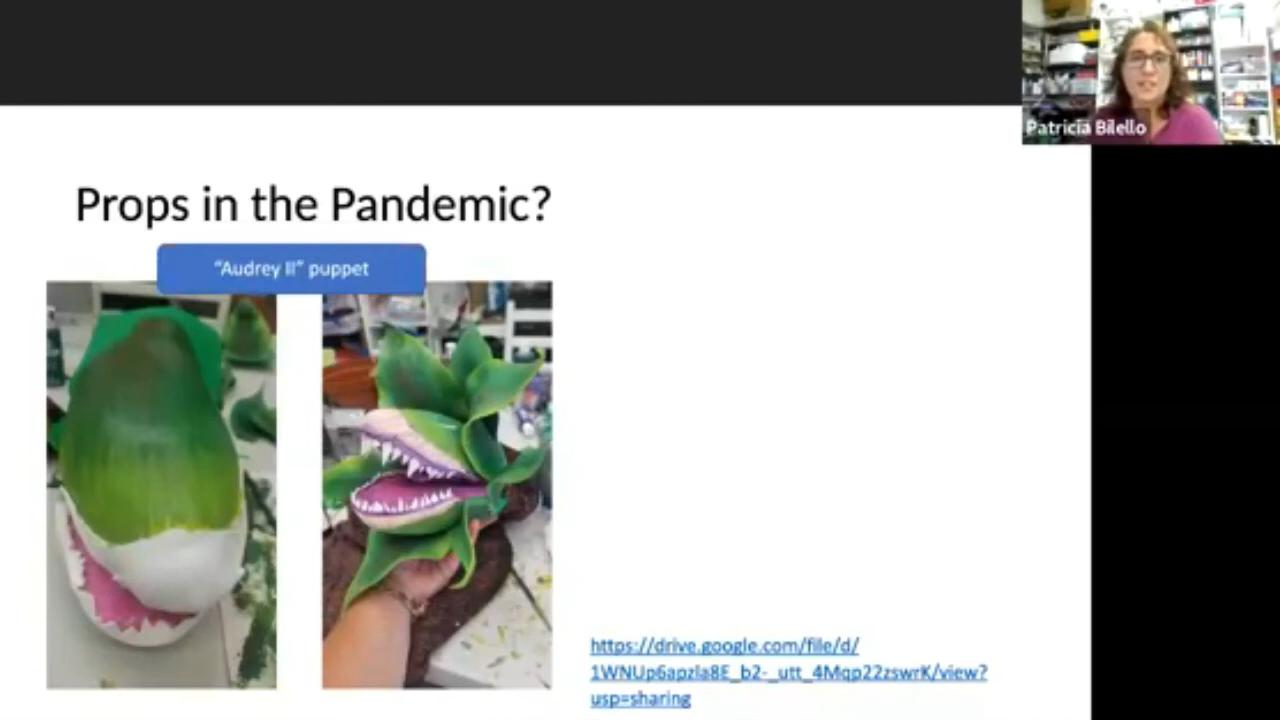 Patricia Bilello
Props in the Pandemic?
“Audrey II” puppet
https://drive.google.com/file/d/
1WNUp6apzla8E_b2-_utt_4Mqp22zswrK/view?
usp=sharing